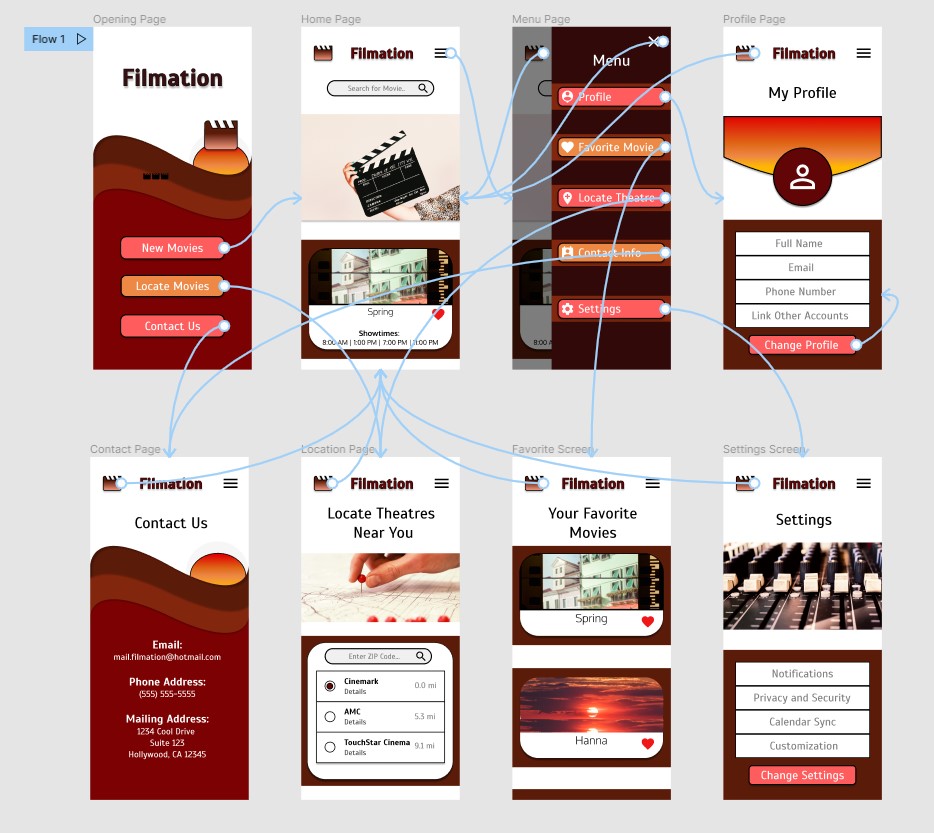 Flow 1
Opening Page
Filmation
New Movies
Locate Movies
Contact Us
Home Page
Filmation
Search for Movie..
Spring
Showtimes:
8:00 AM | 1:00 PM | 7:00 PM | 11:00 PM
Menu Page
Menu
Profile
Favorite Movie
Locate Theatre
Contact Info
Settings
8:00 A
Profile Page
Filmation
My Profile
Full Name
Email
Phone Number
Link Other Accounts
Change Profile
Contact Page
Filmation
Contact Us
Email:
mail.filmation@hotmail.com
Phone Address:
(555) 555-5555
Mailing Address:
1234 Cool Drive
Suite 123
Hollywood, CA 12345
Location Page
Filmation
Locate Theatres
Near You
Enter ZIP Code...
Cinemark
Details
0.0 mi
AMC
Details
5.3 mi
TouchStar Cinema
Details
9.1 mi
Favorite Screen
Filmation
Your Favorite
Movies
Spring
Hanna
Settings Screen
Filmation
Settings
Notifications
Privacy and Security
Calendar Sync
Customization
Change Settings